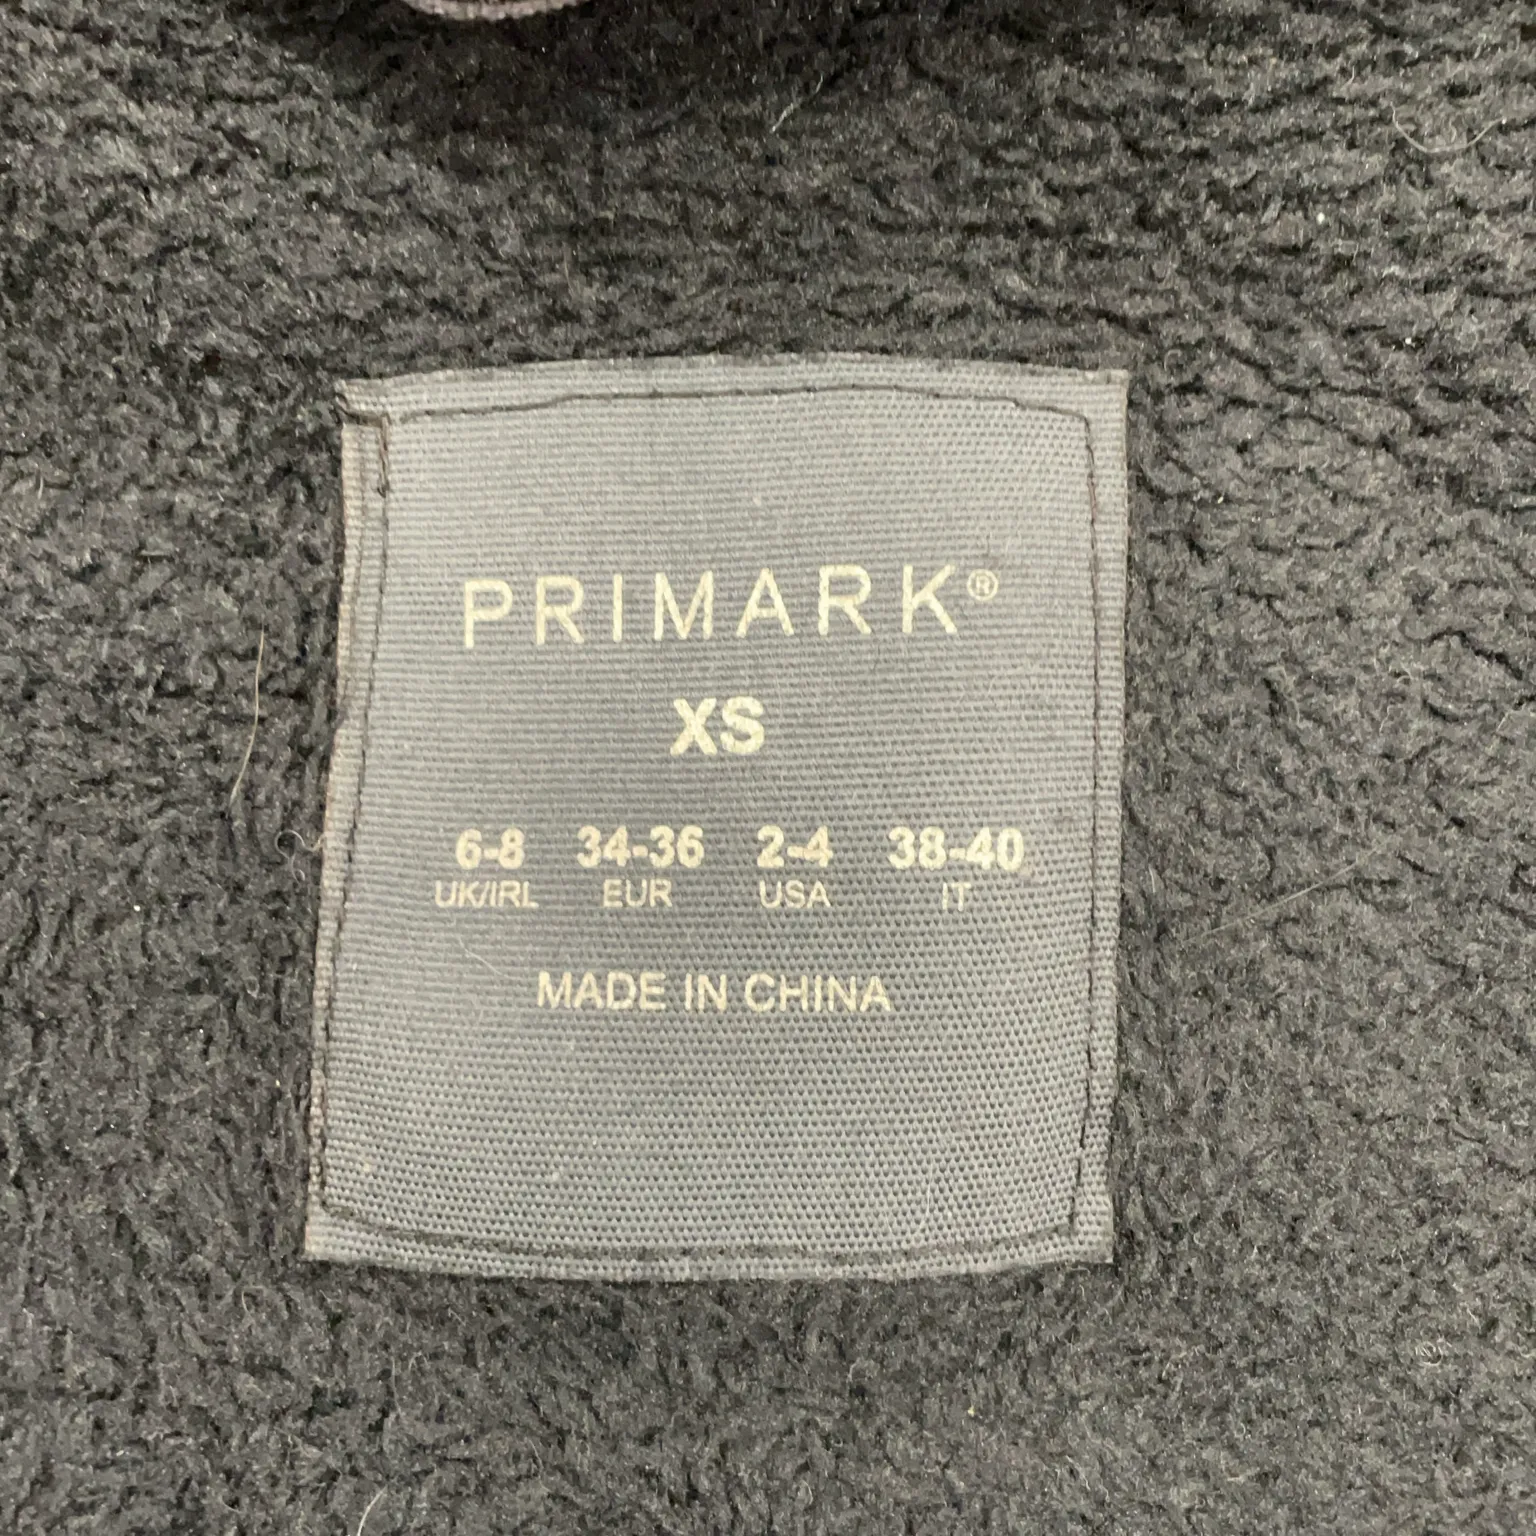 PRIMARK®
XS
6-8 34-36 2-4 38-40
UK/IRL EUR USA IT
MADE IN CHINA